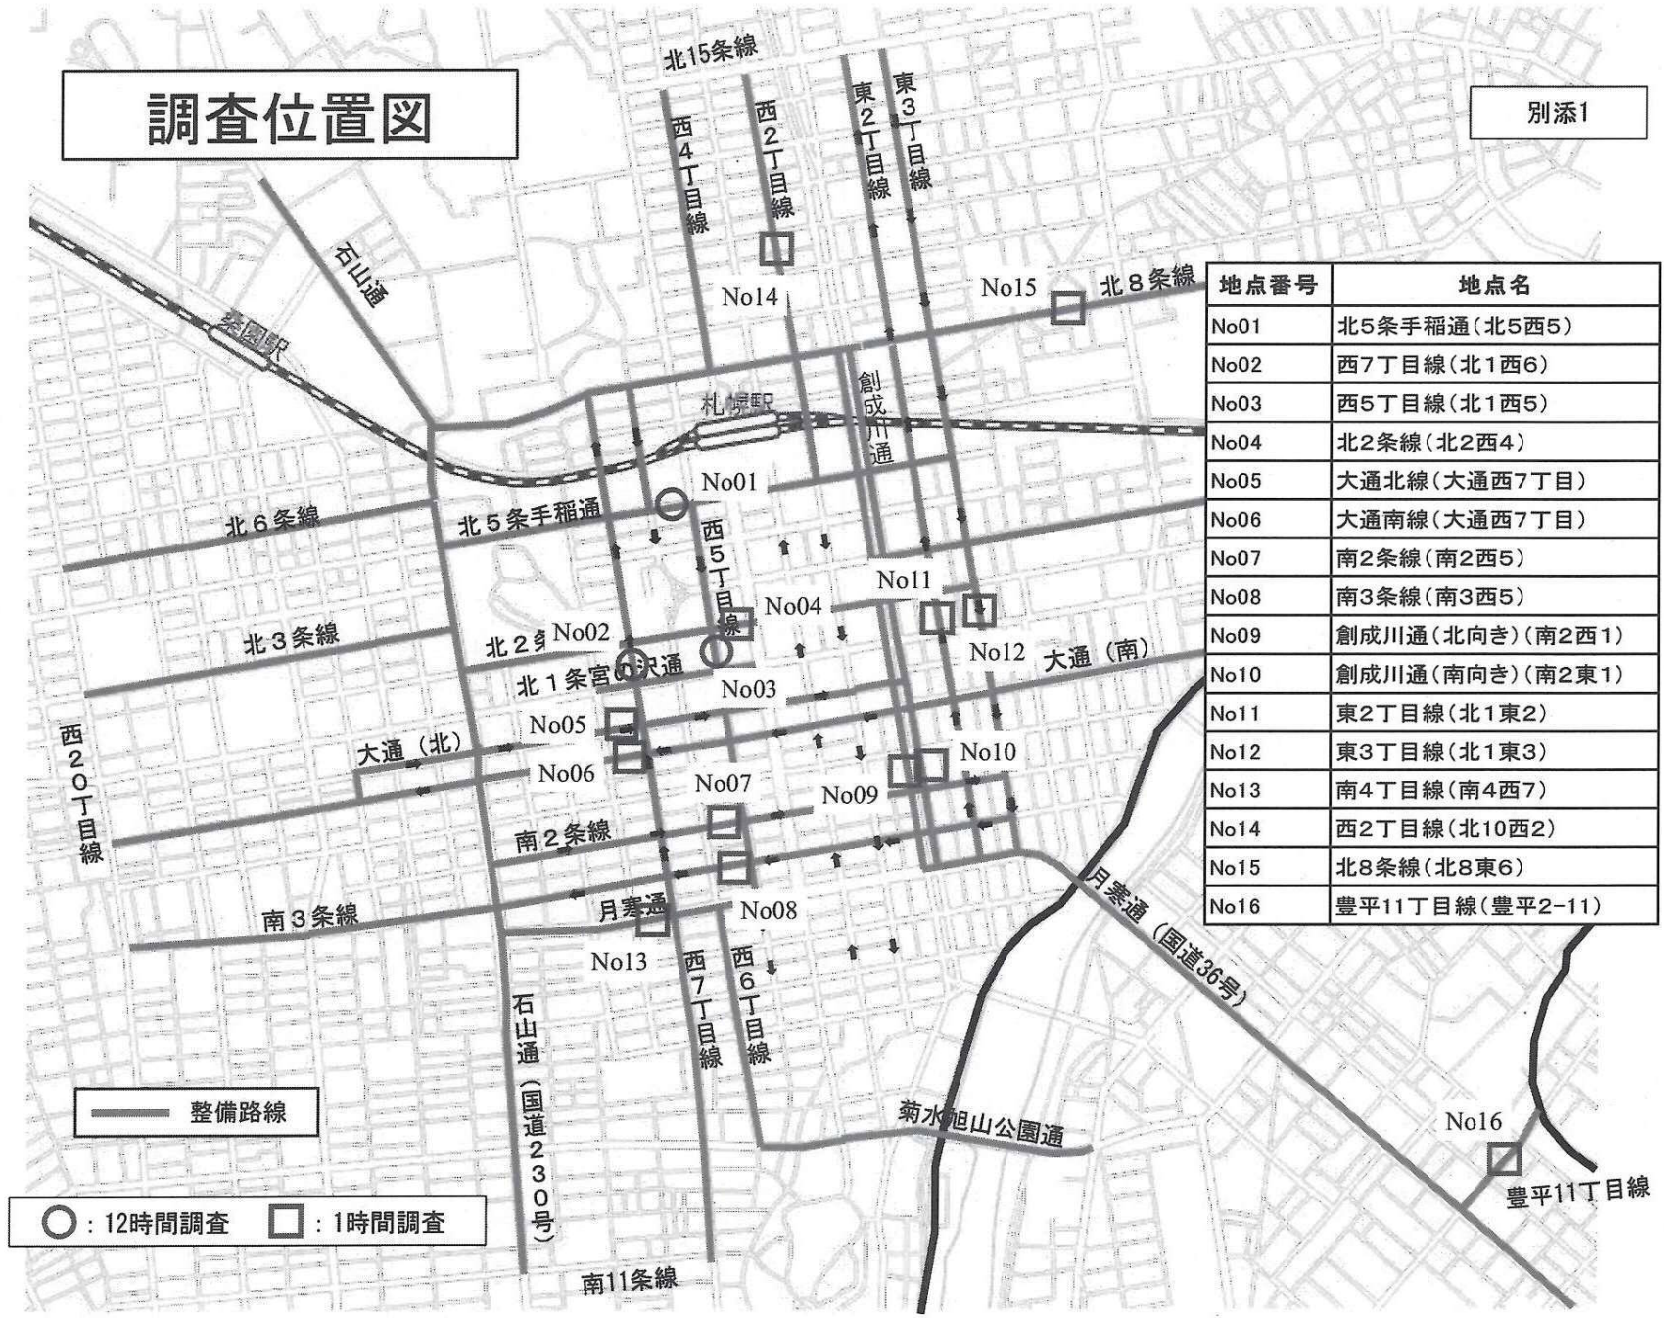 調査位置図
別添1
北15条線
西4丁目線
西2丁目線
東2丁目線
東3丁目線
石山通
桑園駅
札幌駅
創成川通
No14
No15
北8条線
北6条線
北5条手稲通
No01
西5丁目線
No11
No04
No12
北3条線
北2条
No02
北1条宮の沢通
No03
大通（南）
大通（北）
No05
No06
No10
No07
No09
西20丁目線
南2条線
南3条線
月寒通
No08
No13
西7丁目線
西6丁目線
石山通（国道230号）
月寒通（国道36号）
菊水旭山公園通
No16
豊平11丁目線
南11条線
地点番号 地点名
No01 北5条手稲通(北5西5)
No02 西7丁目線(北1西6)
No03 西5丁目線(北1西5)
No04 北2条線(北2西4)
No05 大通北線(大通西7丁目)
No06 大通南線(大通西7丁目)
No07 南2条線(南2西5)
No08 南3条線(南3西5)
No09 創成川通(北向き)(南2西1)
No10 創成川通(南向き)(南2東1)
No11 東2丁目線(北1東2)
No12 東3丁目線(北1東3)
No13 南4丁目線(南4西7)
No14 西2丁目線(北10西2)
No15 北8条線(北8東6)
No16 豊平11丁目線(豊平2-11)
整備路線
○：12時間調査 □：1時間調査